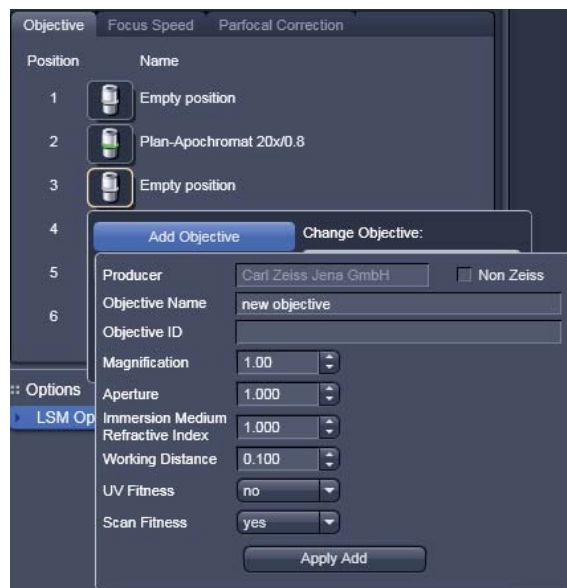 Objective Focus Speed Parfocal Correction
Position Name
1 Empty position
2 Plan-Apochromat 20x/0.8
3 Empty position
4 Add Objective Change Objective:
5 Producer Carl Zeiss Jena GmbH Non Zeiss
Objective Name new objective
6
Objective ID
Magnification 1.00
:: Options
Aperture 1.000
LSM Op
Immersion Medium
Refractive Index 1.000
Working Distance 0.100
UV Fitness no
Scan Fitness yes
Apply Add